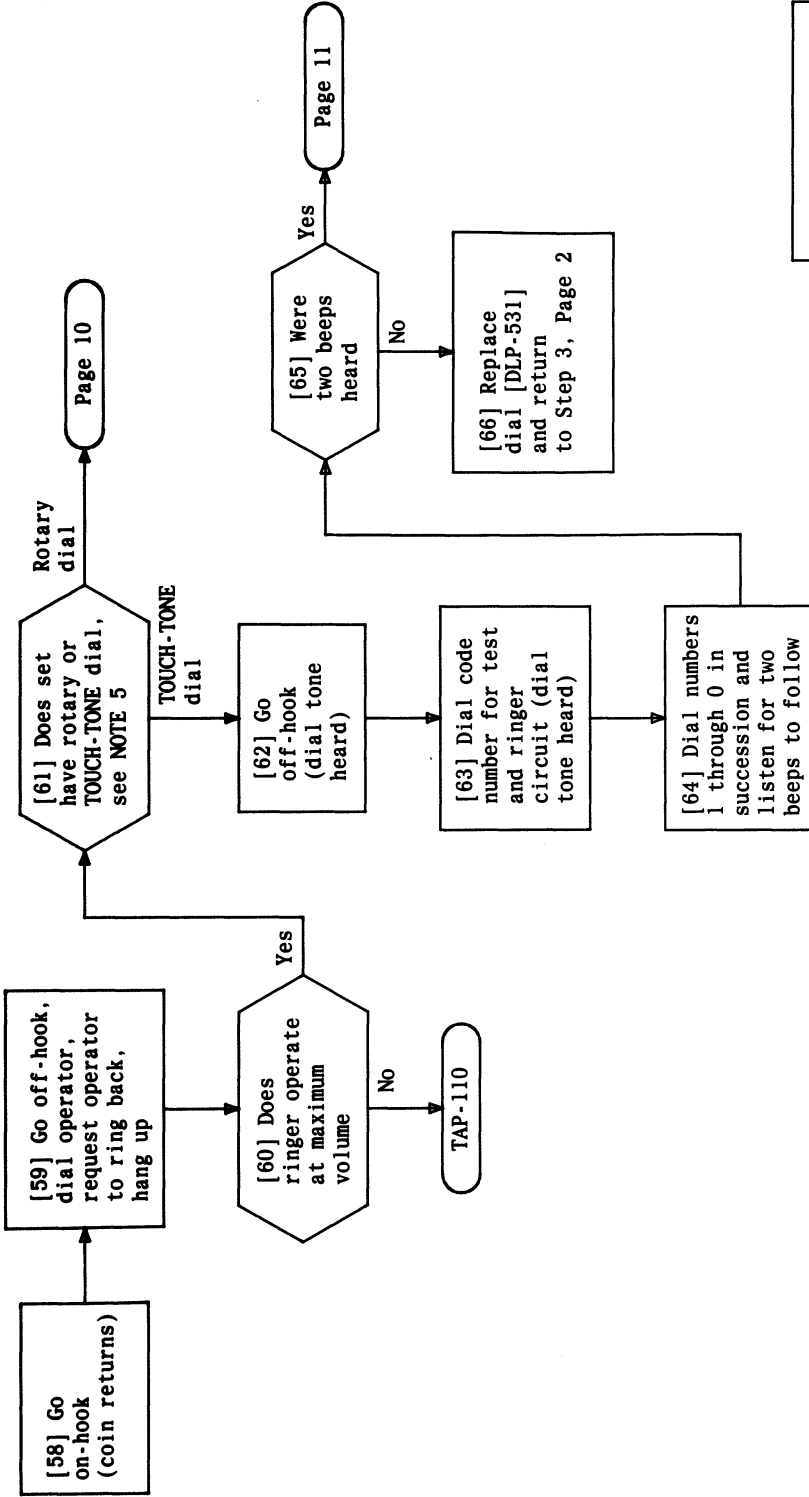 [58] Go
on-hook
(coin returns)
[59] Go off-hook,
dial operator,
request operator
to ring back,
hang up
[60] Does
ringer operate
at maximum
volume
Yes
No
TAP-110
[61] Does set
have rotary or
TOUCH-TONE dial,
see NOTE 5
Rotary
dial
Page 10
TOUCH-TONE
dial
[62] Go
off-hook
(dial tone
heard)
[63] Dial code
number for test
and ringer
circuit (dial
tone heard)
[64] Dial numbers
1 through 0 in
succession and
listen for two
beeps to follow
[65] Were
two beeps
heard
Yes
Page 11
No
[66] Replace
dial [DLP-531]
and return
to Step 3, Page 2